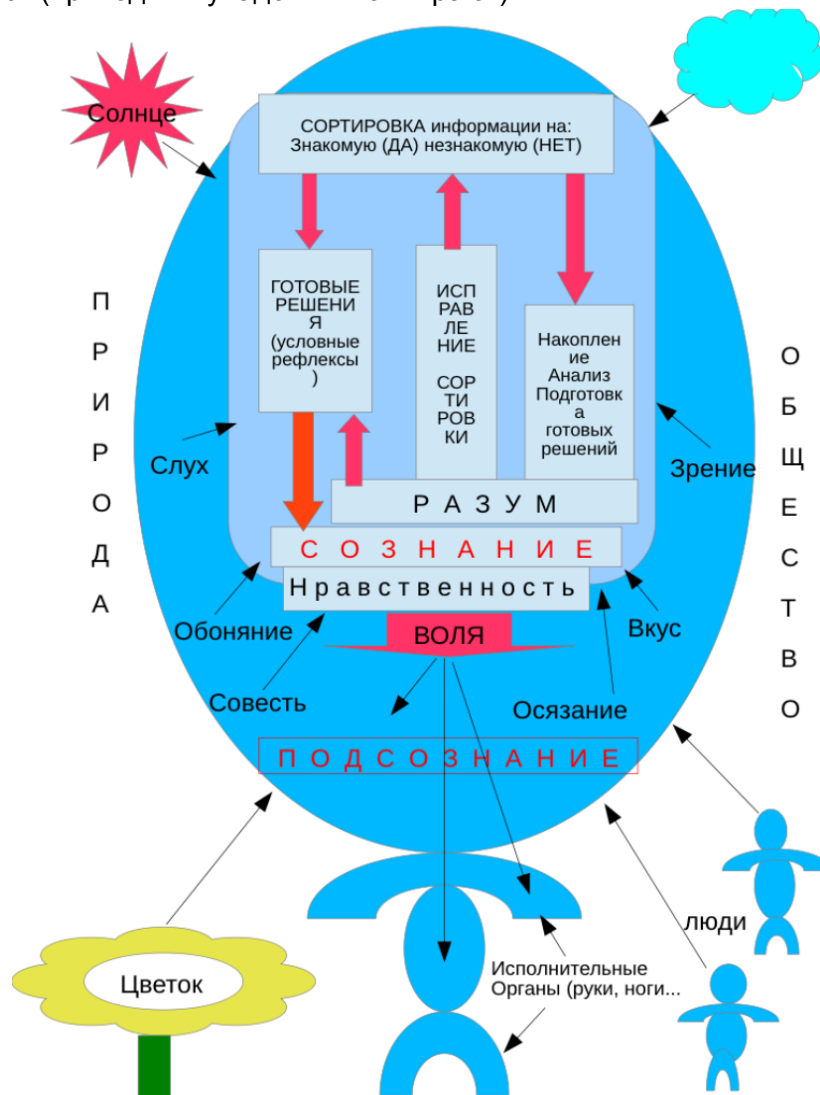 Солнце
СОРТИРОВКА информации на:
Знакомую (ДА) незнакомую (НЕТ)
ГОТОВЫЕ
РЕШЕНИ
Я
(условные
рефлексы
)
ИСП
РАВ
ЛЕ
НИЕ
СОР
ТИ
РОВ
КИ
Накоплен
ие
Анализ
Подготовк
а
готовых
решений
П
Р
И
Р
О
Д
А
О
Б
Щ
Е
С
Т
В
О
Слух
Зрение
Р А З У М
С О З Н А Н И Е
Нравственность
Обоняние
ВОЛЯ
Вкус
Совесть
Осязание
П О Д С О З Н А Н И Е
люди
Цветок
Исполнительные
Органы (руки, ноги...